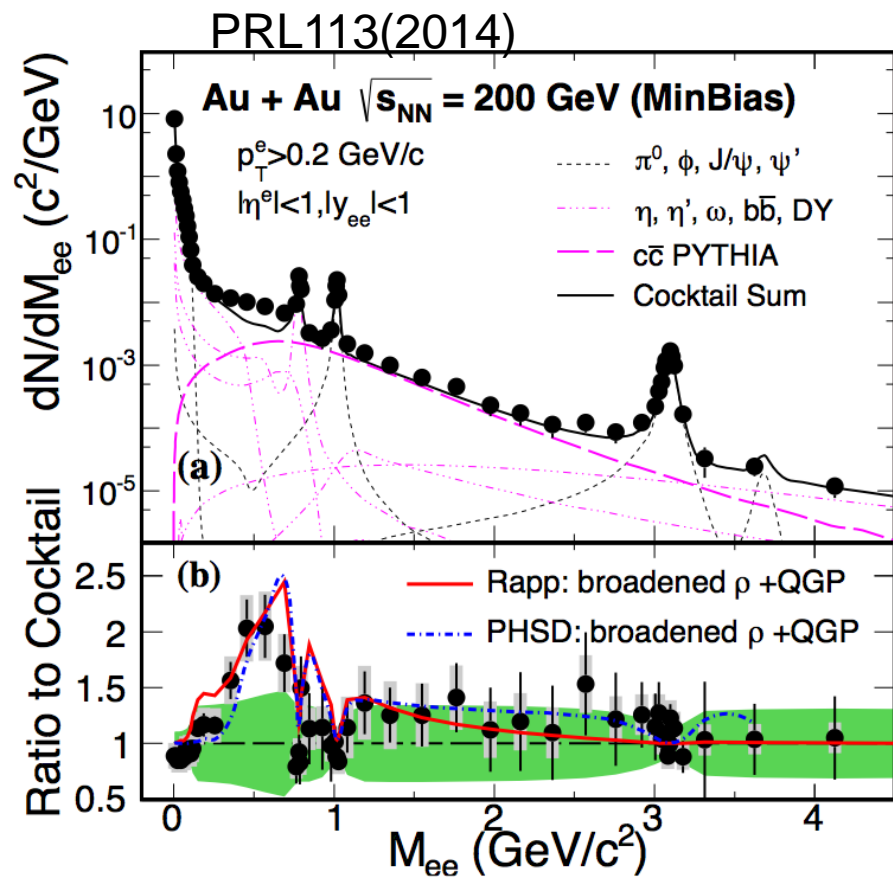 PRL113(2014)
Au + Au √sNN = 200 GeV (MinBias)
pTe>0.2 GeV/c
|ηe|<1,|yee|<1
π0, ϕ, J/ψ, ψ’
η, η’, ω, bb̅, DY
cc̅ PYTHIA
Cocktail Sum
dN/dMee (c2/GeV)
10
10-1
10-3
10-5
(a)
(b)
Rapp: broadened ρ +QGP
PHSD: broadened ρ +QGP
Ratio to Cocktail
2.5
2
1.5
1
0.5
0 1 2 3 4
Mee (GeV/c2)